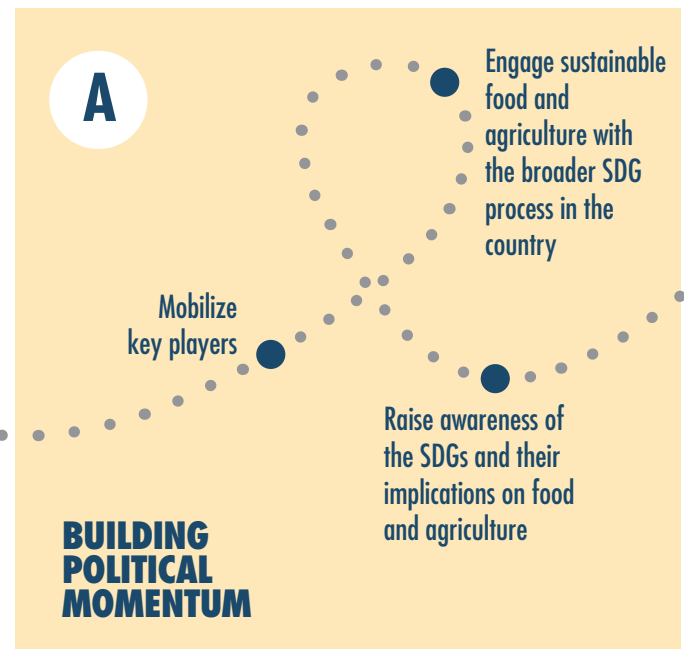 A
Engage sustainable
food and
agriculture with
the broader SDG
process in the
country
Mobilize
key players
Raise awareness of
the SDGs and their
implications on food
and agriculture
BUILDING
POLITICAL
MOMENTUM